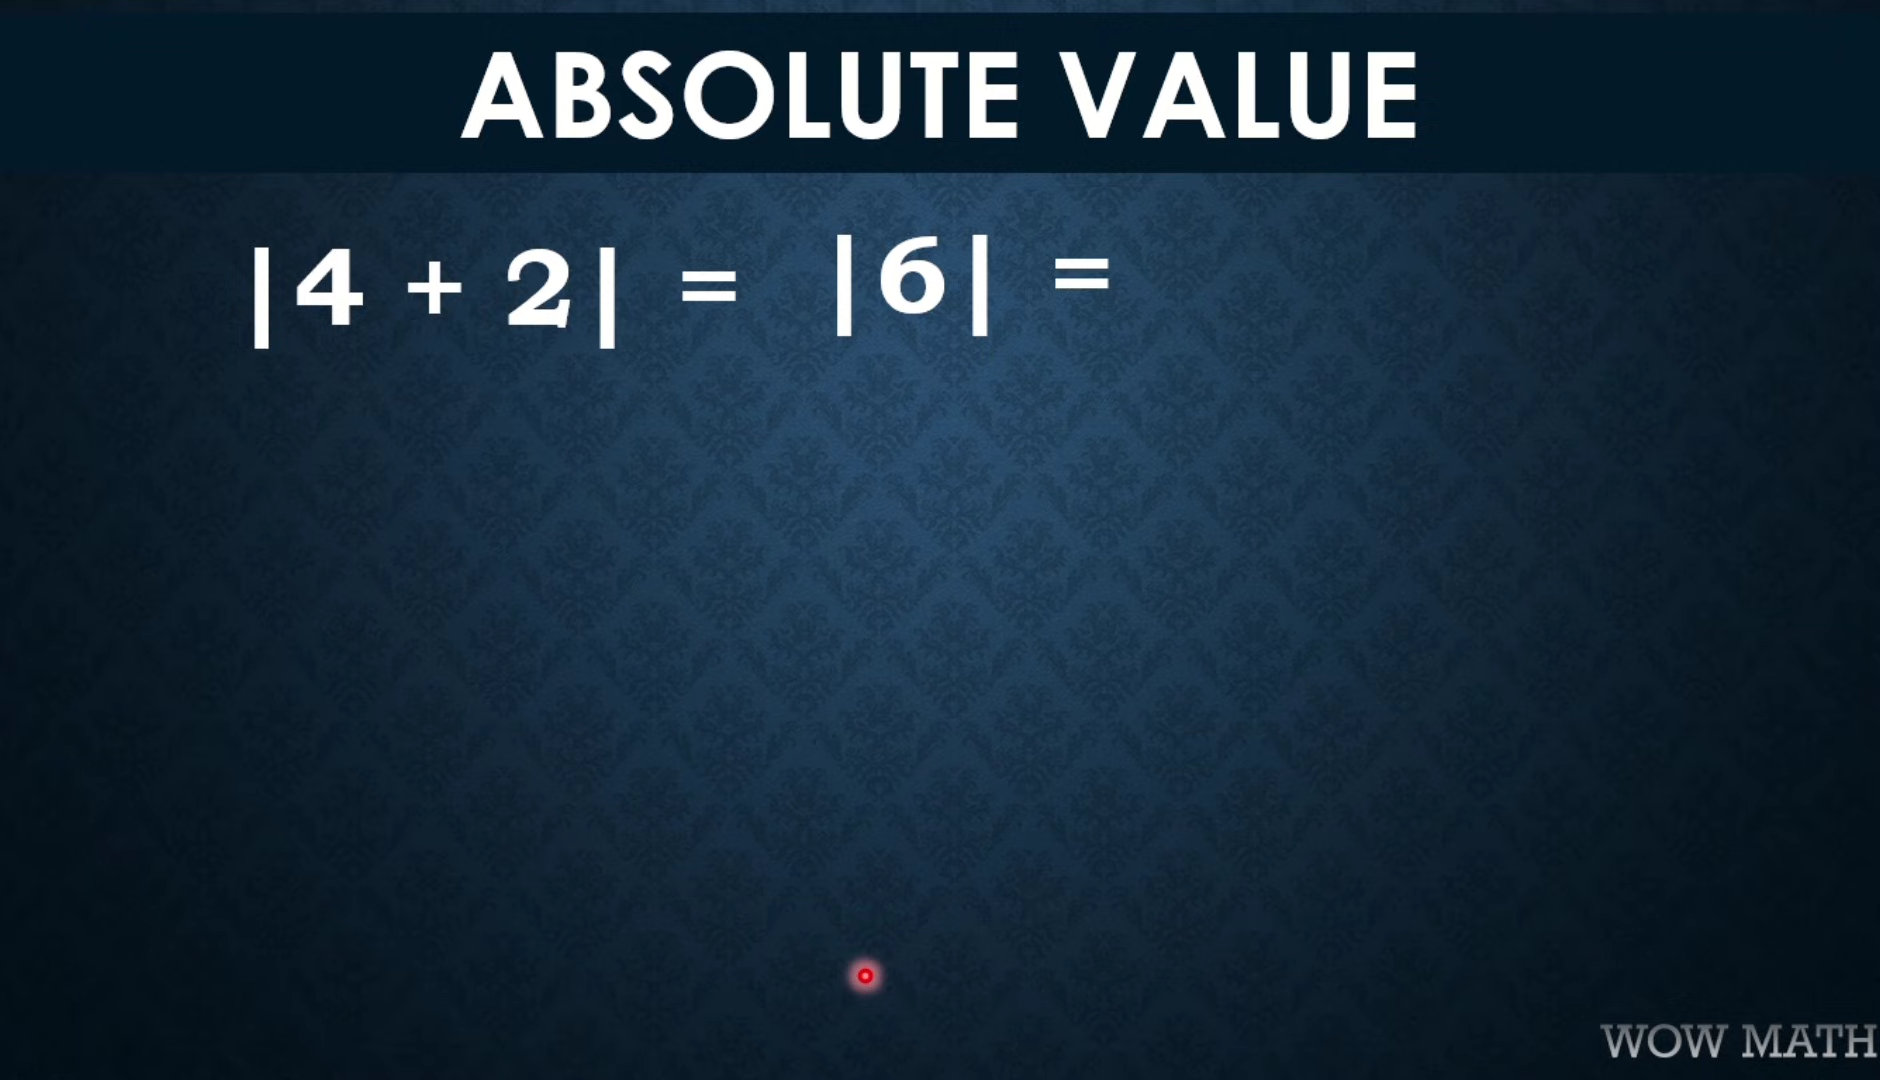 ABSOLUTE VALUE
|4 + 2| = |6| =
WOW MATH